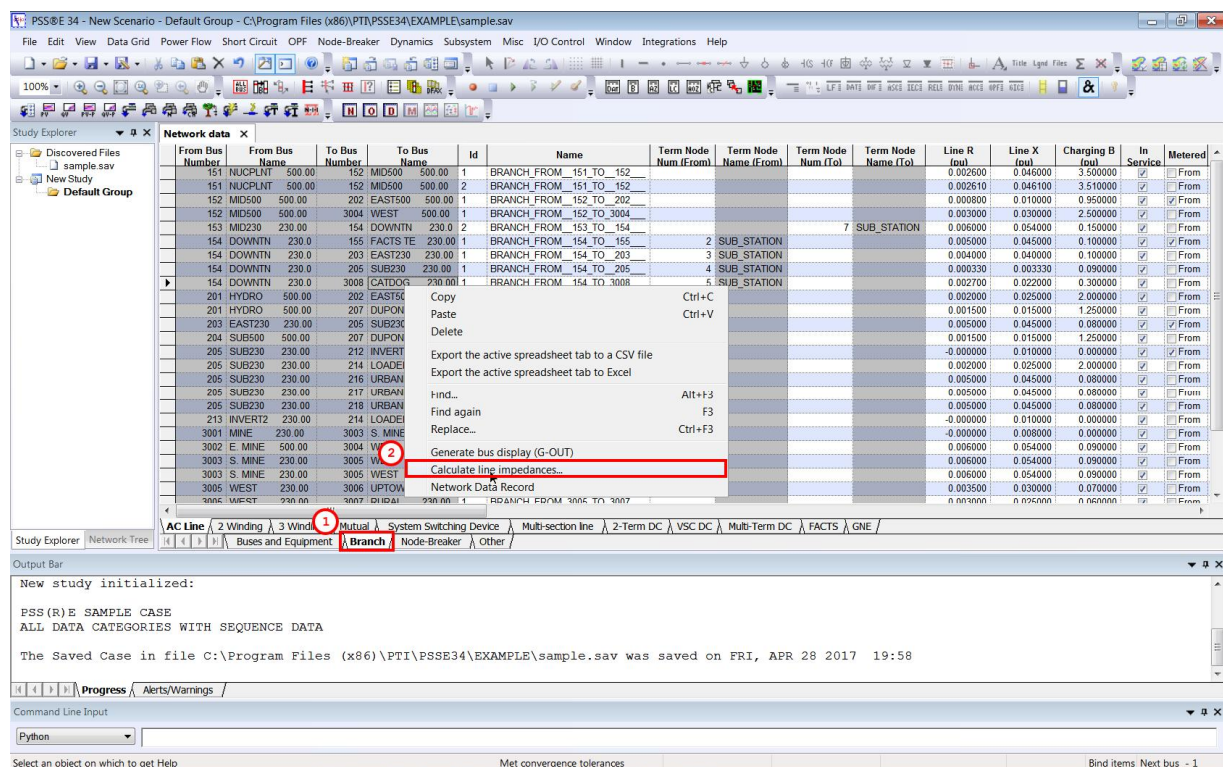 PSS®E 34 - New Scenario - Default Group - C:\Program Files (x86)\PTI\PSSE34\EXAMPLE\sample.sav
File Edit View Data Grid Power Flow Short Circuit OPF Node-Breaker Dynamics Subsystem Misc I/O Control Window Integrations Help
100%
Study Explorer
Discovered Files
sample.sav
New Study
Default Group
Network data
From Bus Number From Bus Name To Bus Number To Bus Name Id Name Term Node Num (From) Term Node Name (From) Term Node Num (To) Term Node Name (To) Line R (pu) Line X (pu) Charging B (pu) In Service Metered
151 NUCPLNT 500.00 152 MID500 500.00 1 BRANCH_FROM__151_TO__152___ 0.002600 0.046000 3.500000 From
151 NUCPLNT 500.00 152 MID500 500.00 2 BRANCH_FROM__151_TO__152___ 0.002610 0.046100 3.510000 From
152 MID500 500.00 202 EAST500 500.00 1 BRANCH_FROM__152_TO__202___ 0.000800 0.010000 0.950000 From
152 MID500 500.00 3004 WEST 500.00 1 BRANCH_FROM__152_TO_3004___ 0.003000 0.030000 2.500000 From
153 MID230 230.00 154 DOWNTN 230.0 2 BRANCH_FROM__153_TO__154___ 7 SUB_STATION 0.006000 0.054000 0.150000 From
154 DOWNTN 230.0 155 FACTS TE 230.00 1 BRANCH_FROM__154_TO__155___ 2 SUB_STATION 0.005000 0.045000 0.100000 From
154 DOWNTN 230.0 203 EAST230 230.00 1 BRANCH_FROM__154_TO__203___ 3 SUB_STATION 0.004000 0.040000 0.100000 From
154 DOWNTN 230.0 205 SUB230 230.00 1 BRANCH_FROM__154_TO__205___ 4 SUB_STATION 0.000330 0.003330 0.090000 From
154 DOWNTN 230.0 3008 CATDOG 230.00 1 BRANCH_FROM__154_TO_3008 5 SUB_STATION 0.002700 0.022000 0.300000 From
201 HYDRO 500.00 202 EAST50 0.002000 0.025000 2.000000 From
201 HYDRO 500.00 207 DUPON 0.001500 0.015000 1.250000 From
203 EAST230 230.00 205 SUB230 0.005000 0.045000 0.080000 From
204 SUB500 500.00 207 DUPON 0.001500 0.015000 1.250000 From
205 SUB230 230.00 212 INVERT -0.000000 0.010000 0.000000 From
205 SUB230 230.00 214 LOADE 0.002000 0.025000 2.000000 From
205 SUB230 230.00 216 URBAN 0.005000 0.045000 0.080000 From
205 SUB230 230.00 217 URBAN 0.005000 0.045000 0.080000 From
205 SUB230 230.00 218 URBAN 0.005000 0.045000 0.080000 From
213 INVERT2 230.00 214 LOADE -0.000000 0.010000 0.000000 From
3001 MINE 230.00 3003 S. MINE -0.000000 0.008000 0.000000 From
3002 E. MINE 500.00 3004 W 0.006000 0.054000 0.090000 From
3003 S. MINE 230.00 3005 W 0.006000 0.054000 0.090000 From
3003 S. MINE 230.00 3005 WEST 0.006000 0.054000 0.090000 From
3005 WEST 230.00 3006 UPTOW 0.003500 0.030000 0.070000 From
3005 WEST 230.00 3007 RURAL 230.00 1 BRANCH_FROM_3005_TO_3007 0.003000 0.025000 0.060000 From
Copy Ctrl+C
Paste Ctrl+V
Delete
Export the active spreadsheet tab to a CSV file
Export the active spreadsheet tab to Excel
Find... Alt+F3
Find again F3
Replace... Ctrl+F3
2
Generate bus display (G-OUT)
Calculate line impedances...
Network Data Record
1
AC Line 2 Winding 3 Windi Mutual System Switching Device Multi-section line 2-Term DC VSC DC Multi-Term DC FACTS GNE
Study Explorer Network Tree
Buses and Equipment Branch Node-Breaker Other
Output Bar
New study initialized:
PSS(R)E SAMPLE CASE
ALL DATA CATEGORIES WITH SEQUENCE DATA
The Saved Case in file C:\Program Files (x86)\PTI\PSSE34\EXAMPLE\sample.sav was saved on FRI, APR 28 2017 19:58
Progress Alerts/Warnings
Command Line Input
Python
Select an object on which to get Help Met convergence tolerances Bind items Next bus - 1